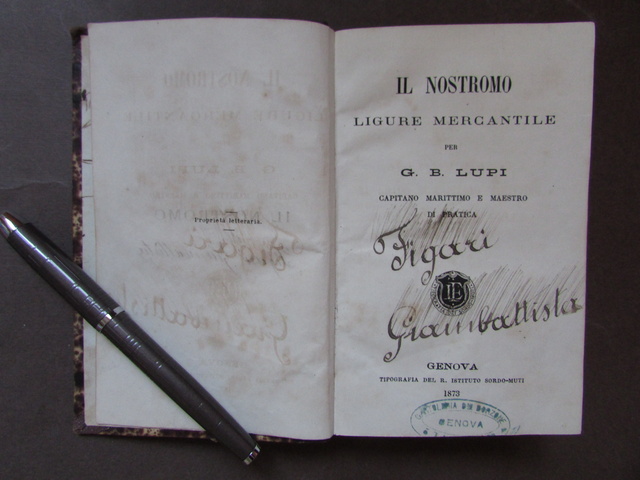 Proprietà letteraria.
IL NOSTROMO
LIGURE MERCANTILE
PER
G. B. LUPI
CAPITANO MARITTIMO E MAESTRO
DI PRATICA
Figari
Giambattista
GENOVA
TIPOGRAFIA DEL R. ISTITUTO SORDO-MUTI
1873
GENOVA